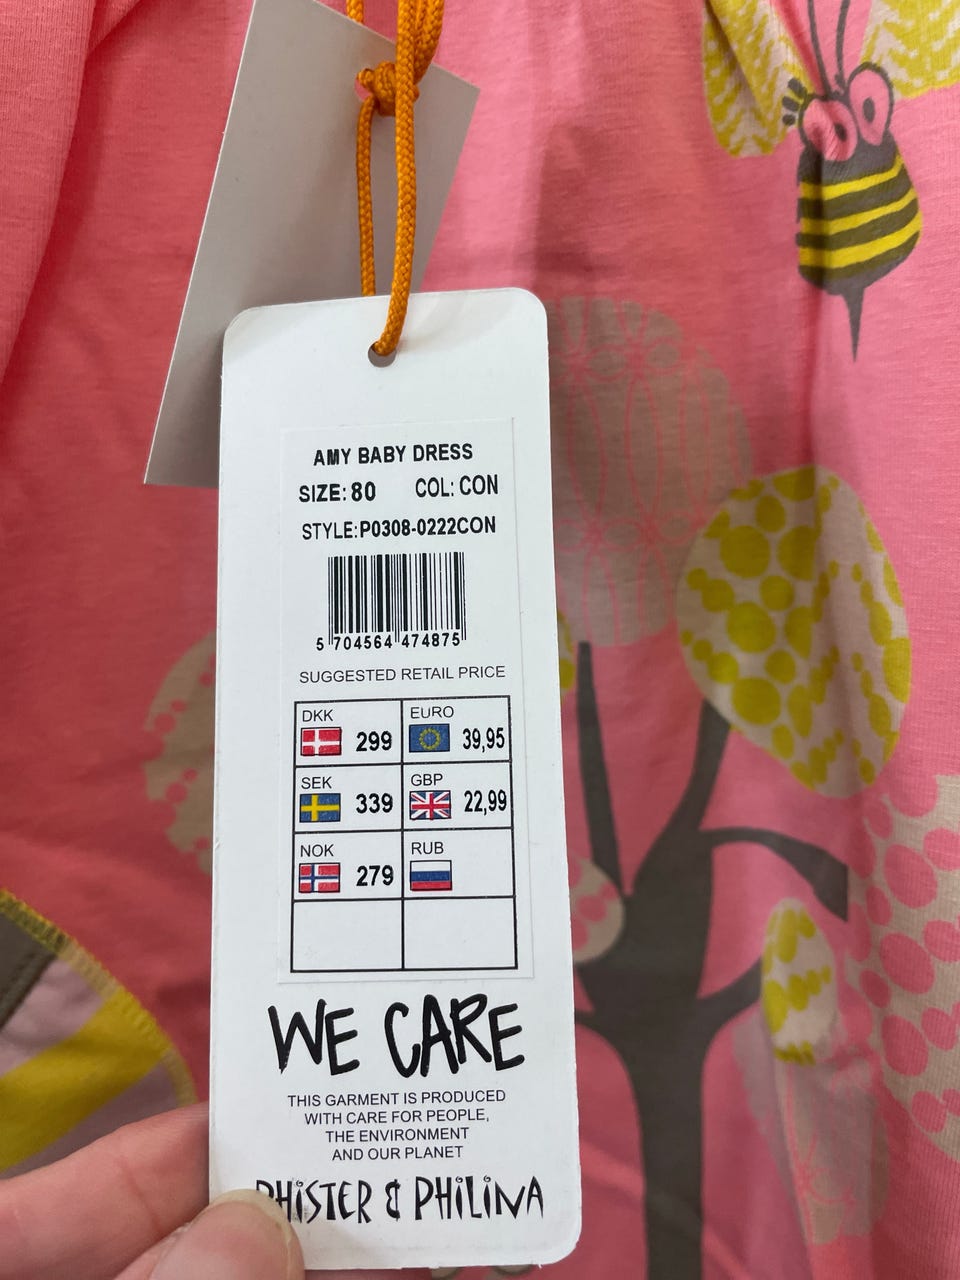 AMY BABY DRESS
SIZE: 80 COL: CON
STYLE:P0308-0222CON
5 704564 474875
SUGGESTED RETAIL PRICE
DKK 299 EURO 39,95
SEK 339 GBP 22,99
NOK 279 RUB
WE CARE
THIS GARMENT IS PRODUCED
WITH CARE FOR PEOPLE,
THE ENVIRONMENT
AND OUR PLANET
PHISTER & PHILINA